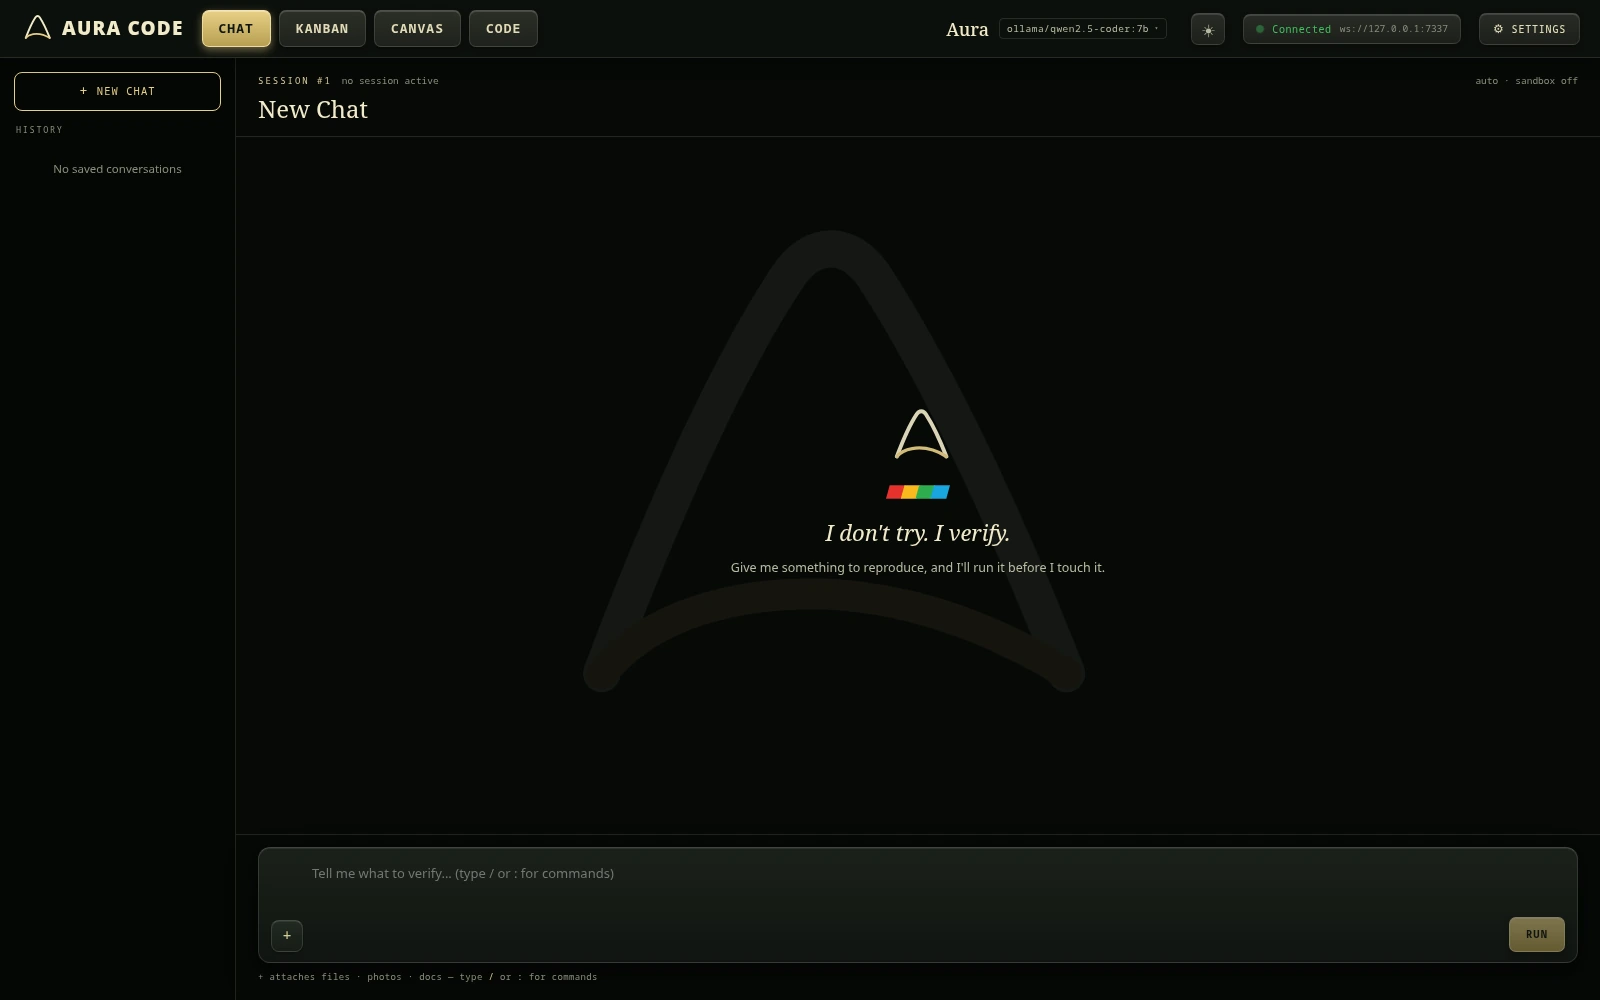 AURA CODE
CHAT
KANBAN
CANVAS
CODE
Aura
ollama/qwen2.5-coder:7b
Connected ws://127.0.0.1:7337
SETTINGS
+ NEW CHAT
HISTORY
No saved conversations
SESSION #1 no session active
auto · sandbox off
New Chat
I don't try. I verify.
Give me something to reproduce, and I'll run it before I touch it.
Tell me what to verify… (type / or : for commands)
+
RUN
+ attaches files · photos · docs — type / or : for commands